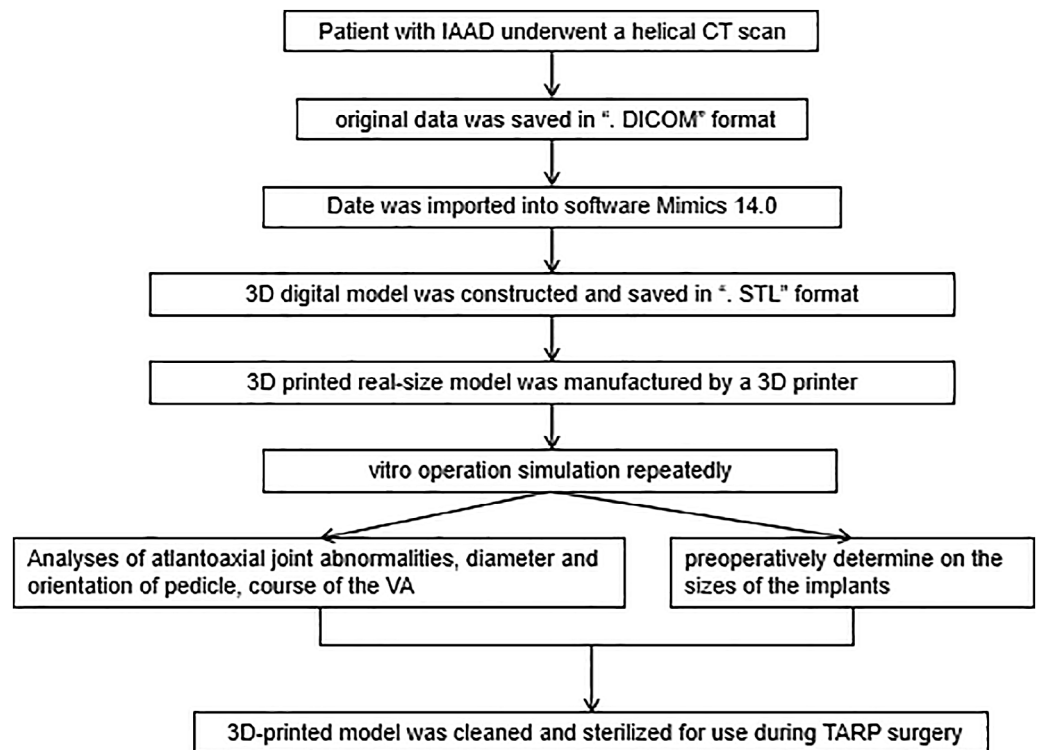 Patient with IAAD underwent a helical CT scan
original data was saved in “. DICOM” format
Date was imported into software Mimics 14.0
3D digital model was constructed and saved in “. STL” format
3D printed real-size model was manufactured by a 3D printer
vitro operation simulation repeatedly
Analyses of atlantoaxial joint abnormalities, diameter and
orientation of pedicle, course of the VA
preoperatively determine on the
sizes of the implants
3D-printed model was cleaned and sterilized for use during TARP surgery